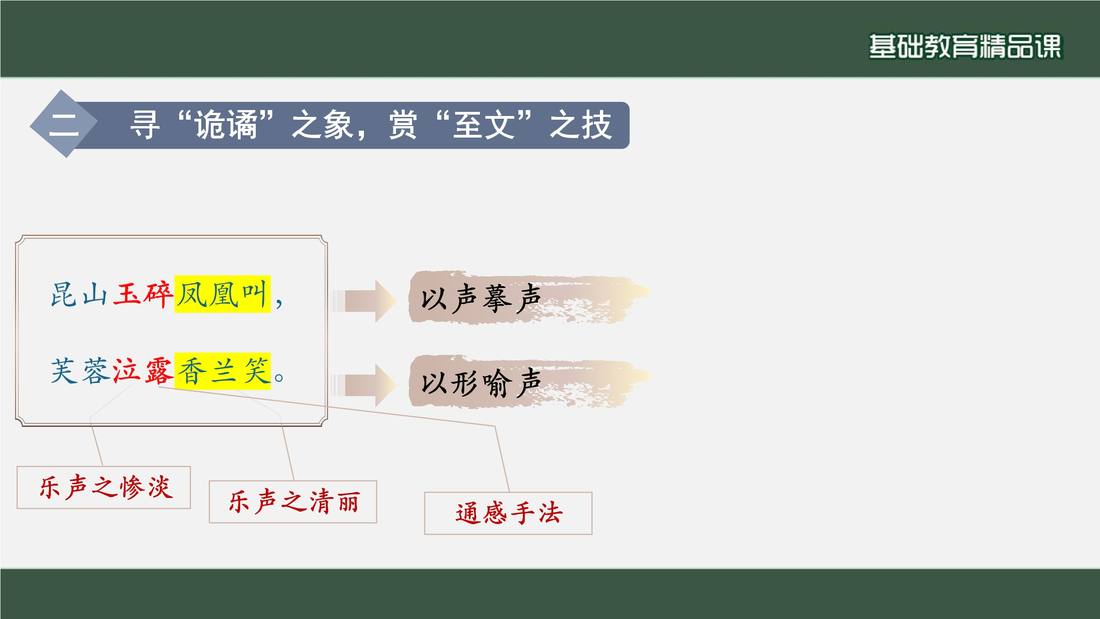 基础教育精品课
二 寻“诡谲”之象，赏“至文”之技
昆山玉碎凤凰叫，
以声摹声
芙蓉泣露香兰笑。
以形喻声
乐声之惨淡
乐声之清丽
通感手法